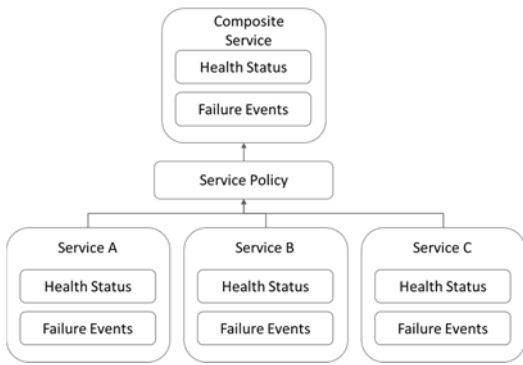 Composite
Service
Health Status
Failure Events
Service Policy
Service A
Service B
Service C
Health Status
Health Status
Health Status
Failure Events
Failure Events
Failure Events